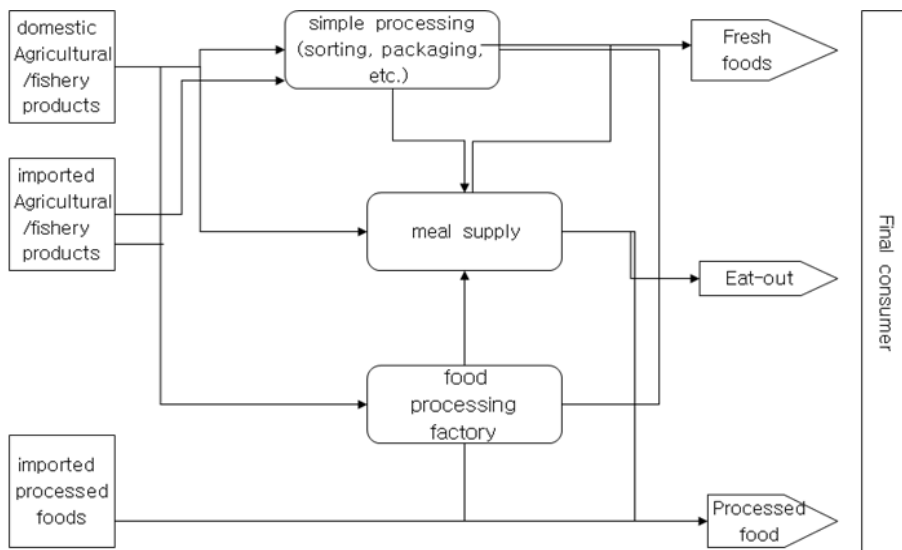 domestic
Agricultural
/fishery
products
simple processing
(sorting, packaging,
etc.)
Fresh
foods
imported
Agricultural
/fishery
products
meal supply
Eat-out
Final consumer
food
processing
factory
imported
processed
foods
Processed
food